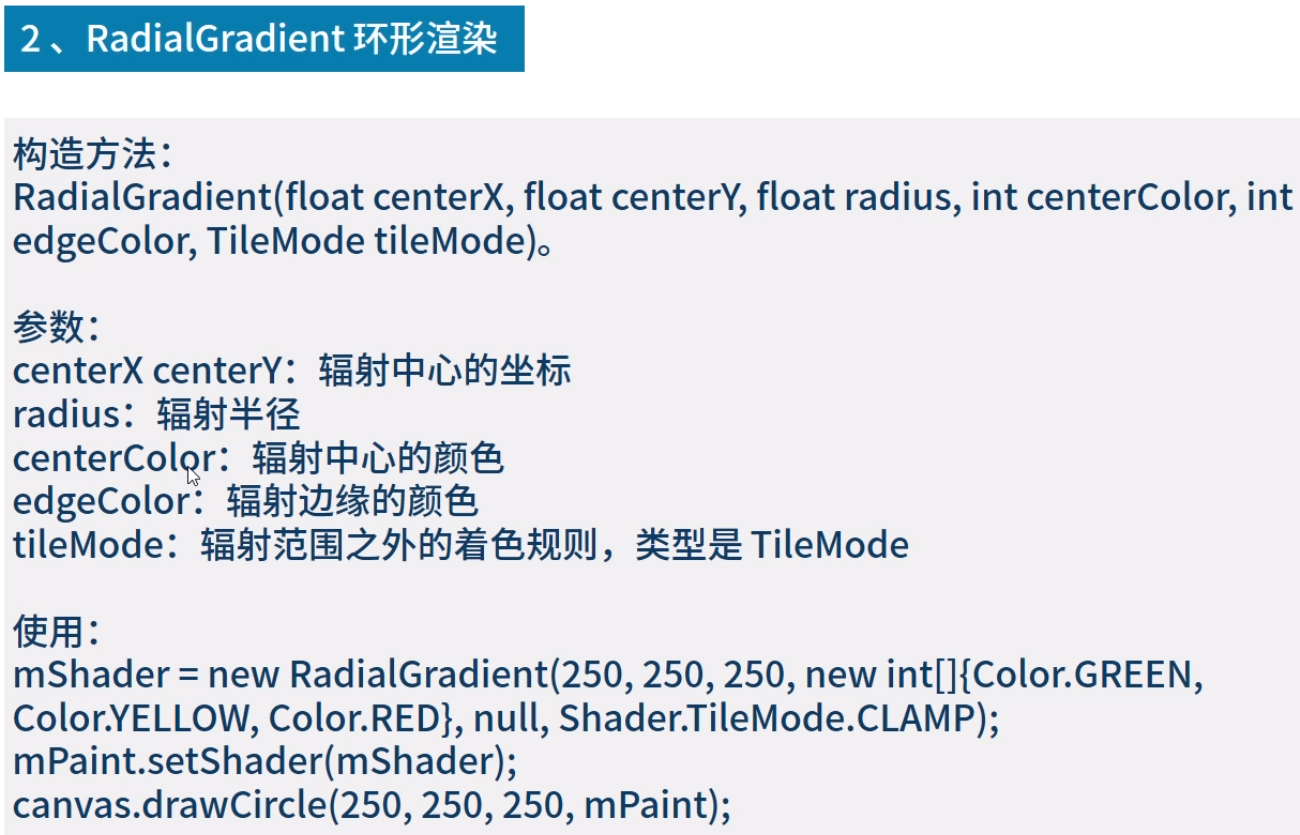 2 、RadialGradient 环形渲染
构造方法：
RadialGradient(float centerX, float centerY, float radius, int centerColor, int
edgeColor, TileMode tileMode)。
参数：
centerX centerY：辐射中心的坐标
radius：辐射半径
centerColor：辐射中心的颜色
edgeColor：辐射边缘的颜色
tileMode：辐射范围之外的着色规则，类型是 TileMode
使用：
mShader = new RadialGradient(250, 250, 250, new int[]{Color.GREEN,
Color.YELLOW, Color.RED}, null, Shader.TileMode.CLAMP);
mPaint.setShader(mShader);
canvas.drawCircle(250, 250, 250, mPaint);